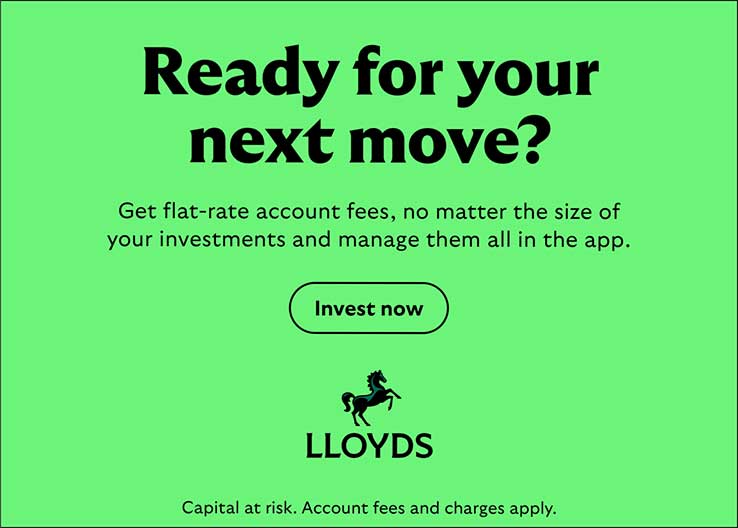 Ready for your
next move?
Get flat-rate account fees, no matter the size of
your investments and manage them all in the app.
Invest now
LLOYDS
Capital at risk. Account fees and charges apply.